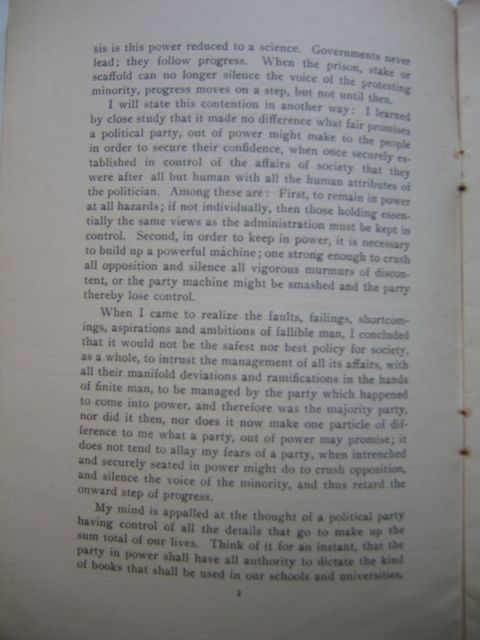 sis is this power reduced to a science. Governments never
lead; they follow progress. When the prison, stake or
scaffold can no longer silence the voice of the protesting
minority, progress moves on a step, but not until then.
I will state this contention in another way: I learned
by close study that it made no difference what fair promises
a political party, out of power might make to the people
in order to secure their confidence, when once securely es-
tablished in control of the affairs of society that they
were after all but human with all the human attributes of
the politician. Among these are: First, to remain in power
at all hazards; if not individually, then those holding essen-
tially the same views as the administration must be kept in
control. Second, in order to keep in power, it is necessary
to build up a powerful machine; one strong enough to crush
all opposition and silence all vigorous murmurs of discon-
tent, or the party machine might be smashed and the party
thereby lose control.
When I came to realize the faults, failings, shortcom-
ings, aspirations and ambitions of fallible man, I concluded
that it would not be the safest nor best policy for society,
as a whole, to intrust the management of all its affairs, with
all their manifold deviations and ramifications in the hands
of finite man, to be managed by the party which happened
to come into power, and therefore was the majority party,
nor did it then, nor does it now make one particle of dif-
ference to me what a party, out of power may promise; it
does not tend to allay my fears of a party, when intrenched
and securely seated in power might do to crush opposition,
and silence the voice of the minority, and thus retard the
onward step of progress.
My mind is appalled at the thought of a political party
having control of all the details that go to make up the
sum total of our lives. Think of it for an instant, that the
party in power shall have all authority to dictate the kind
of books that shall be used in our schools and universities,
2